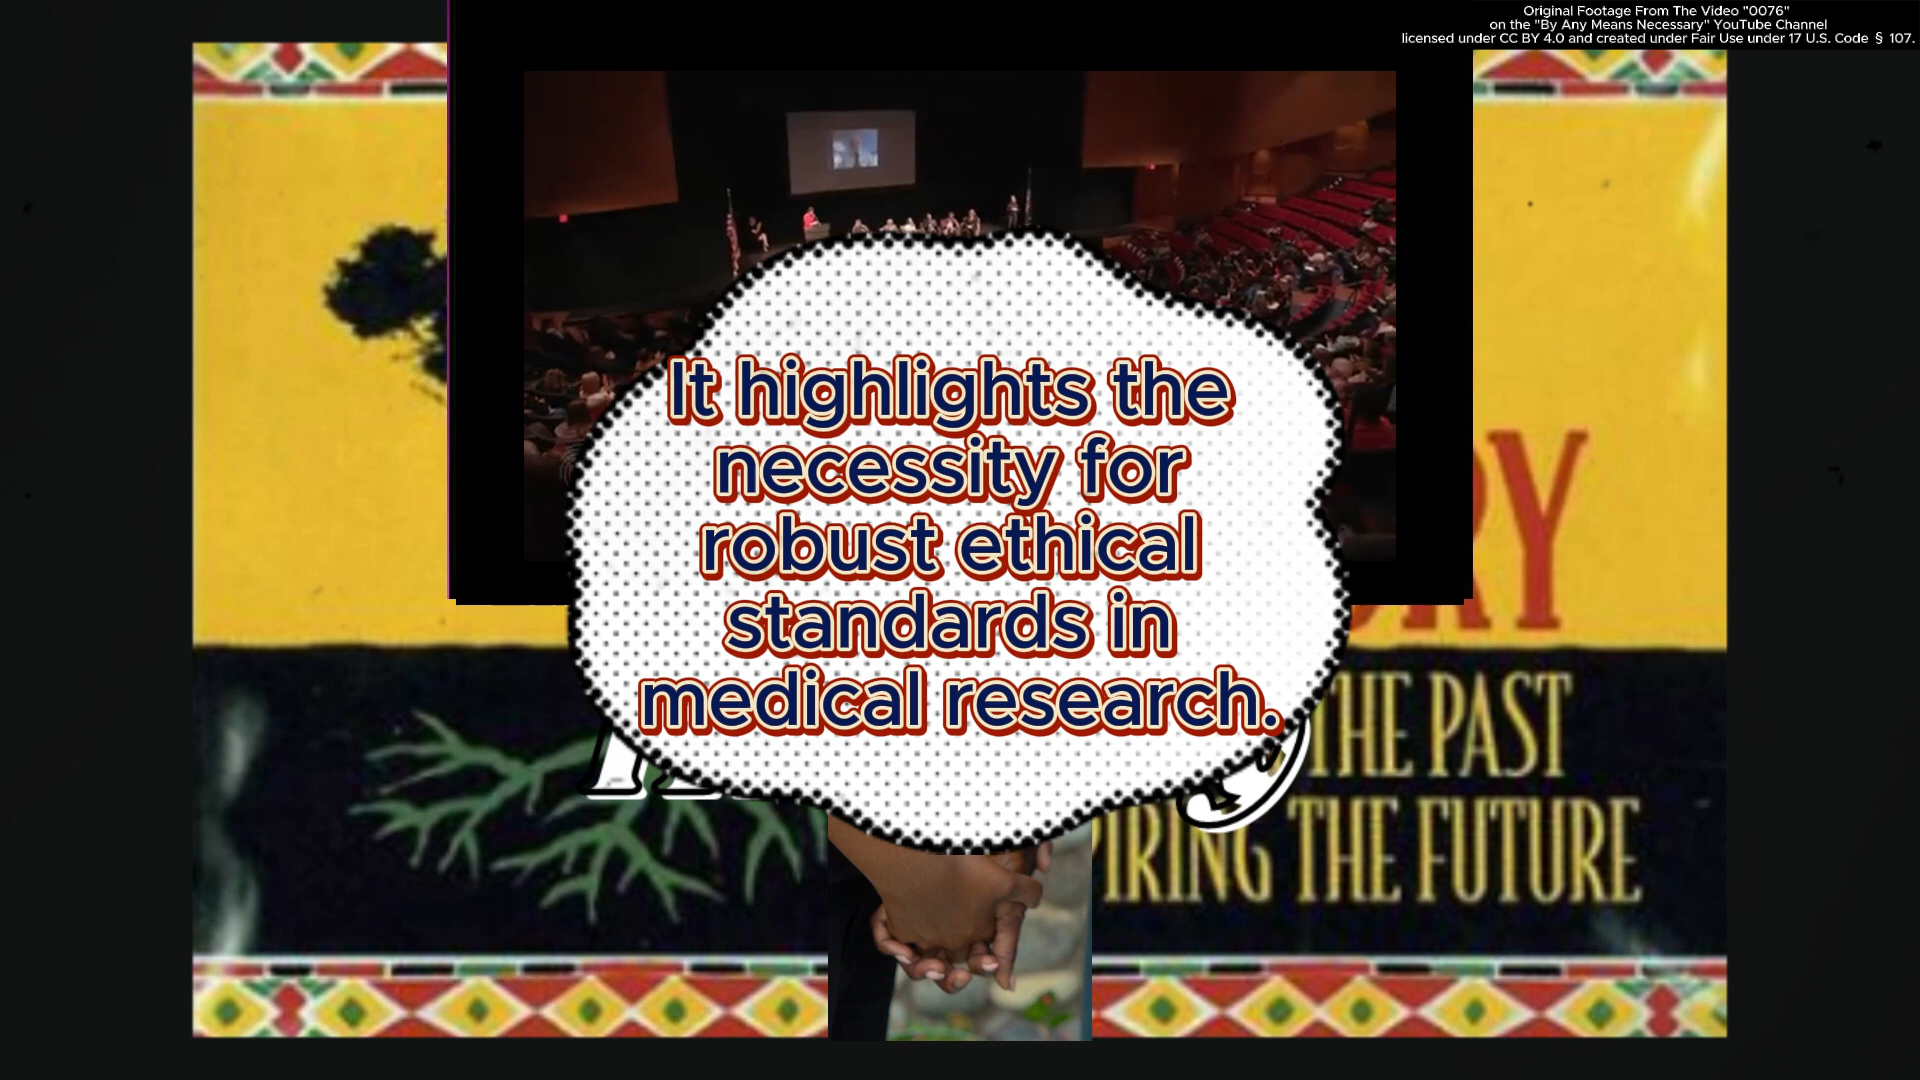 Original Footage From The Video "0076"
on the "By Any Means Necessary" YouTube Channel
licensed under CC BY 4.0 and created under Fair Use under 17 U.S. Code § 107.
It highlights the
necessity for
robust ethical
standards in
medical research.
RY
THE PAST
PIRING THE FUTURE